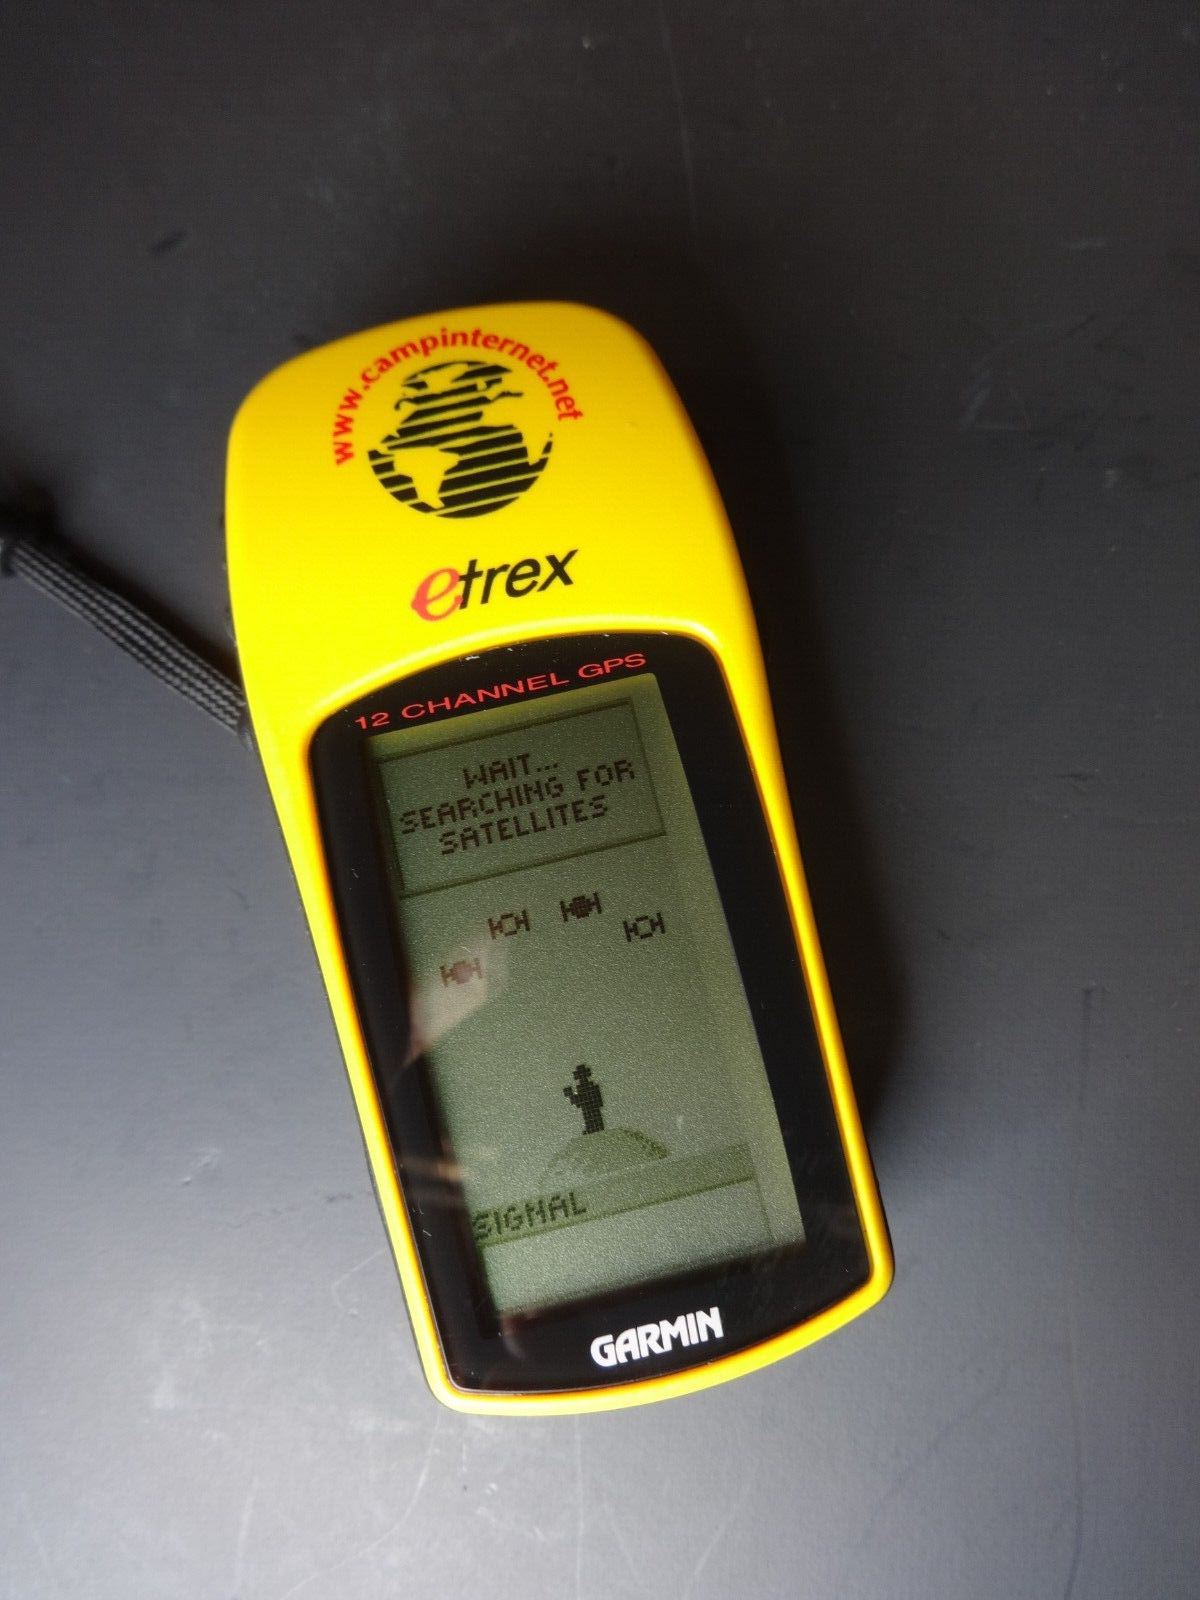 www.campinternet.net
etrex
12 CHANNEL GPS
WAIT...
SEARCHING FOR
SATELLITES
SIGNAL
GARMIN